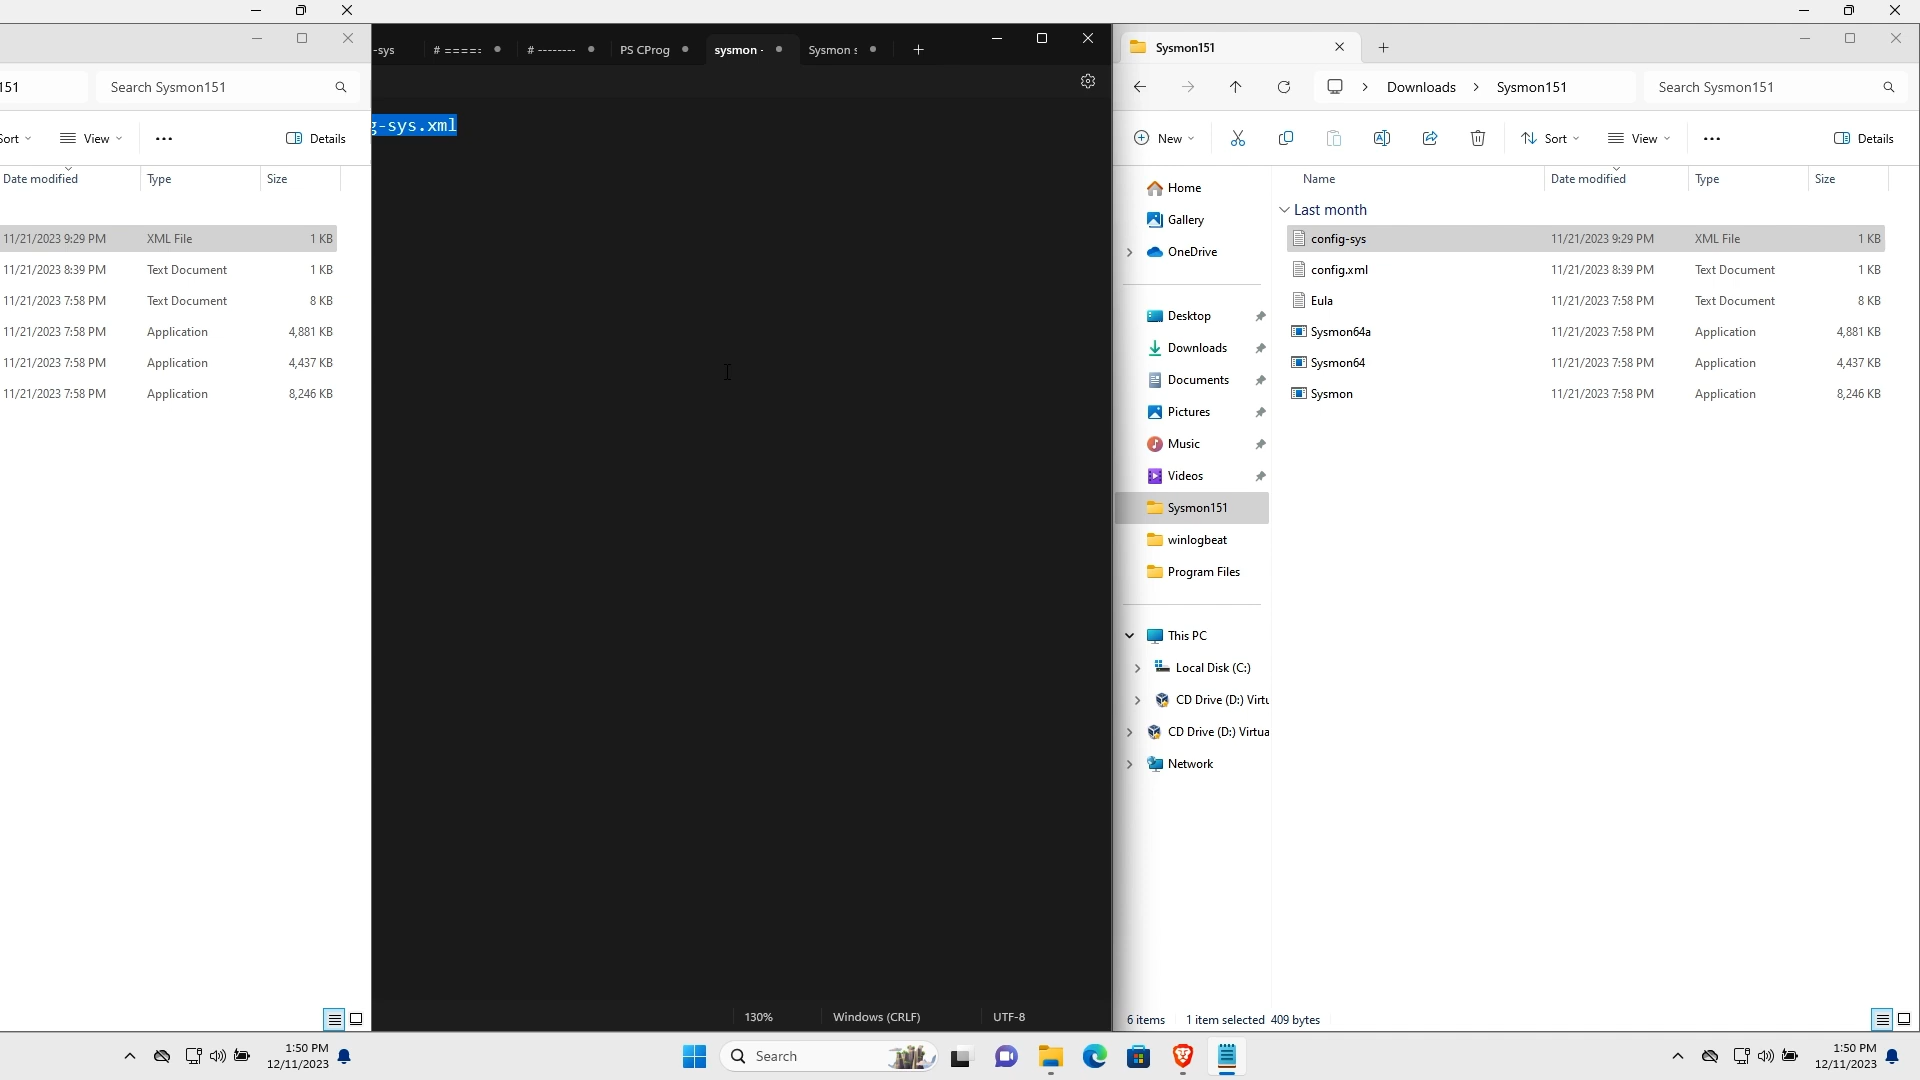 151
Search Sysmon151
Sort
View
Details
Date modified
Type
Size
11/21/2023 9:29 PM XML File 1 KB
11/21/2023 8:39 PM Text Document 1 KB
11/21/2023 7:58 PM Text Document 8 KB
11/21/2023 7:58 PM Application 4,881 KB
11/21/2023 7:58 PM Application 4,437 KB
11/21/2023 7:58 PM Application 8,246 KB
-sys
# =====
# --------
PS CProg
sysmon -
Sysmon s
g-sys.xml
130%
Windows (CRLF)
UTF-8
Sysmon151
Downloads
Sysmon151
Search Sysmon151
New
Sort
View
Details
Home
Gallery
OneDrive
Desktop
Downloads
Documents
Pictures
Music
Videos
Sysmon151
winlogbeat
Program Files
This PC
Local Disk (C:)
CD Drive (D:) Virtu
CD Drive (D:) Virtua
Network
Name
Date modified
Type
Size
Last month
config-sys 11/21/2023 9:29 PM XML File 1 KB
config.xml 11/21/2023 8:39 PM Text Document 1 KB
Eula 11/21/2023 7:58 PM Text Document 8 KB
Sysmon64a 11/21/2023 7:58 PM Application 4,881 KB
Sysmon64 11/21/2023 7:58 PM Application 4,437 KB
Sysmon 11/21/2023 7:58 PM Application 8,246 KB
6 items
1 item selected 409 bytes
1:50 PM
12/11/2023
Search
1:50 PM
12/11/2023